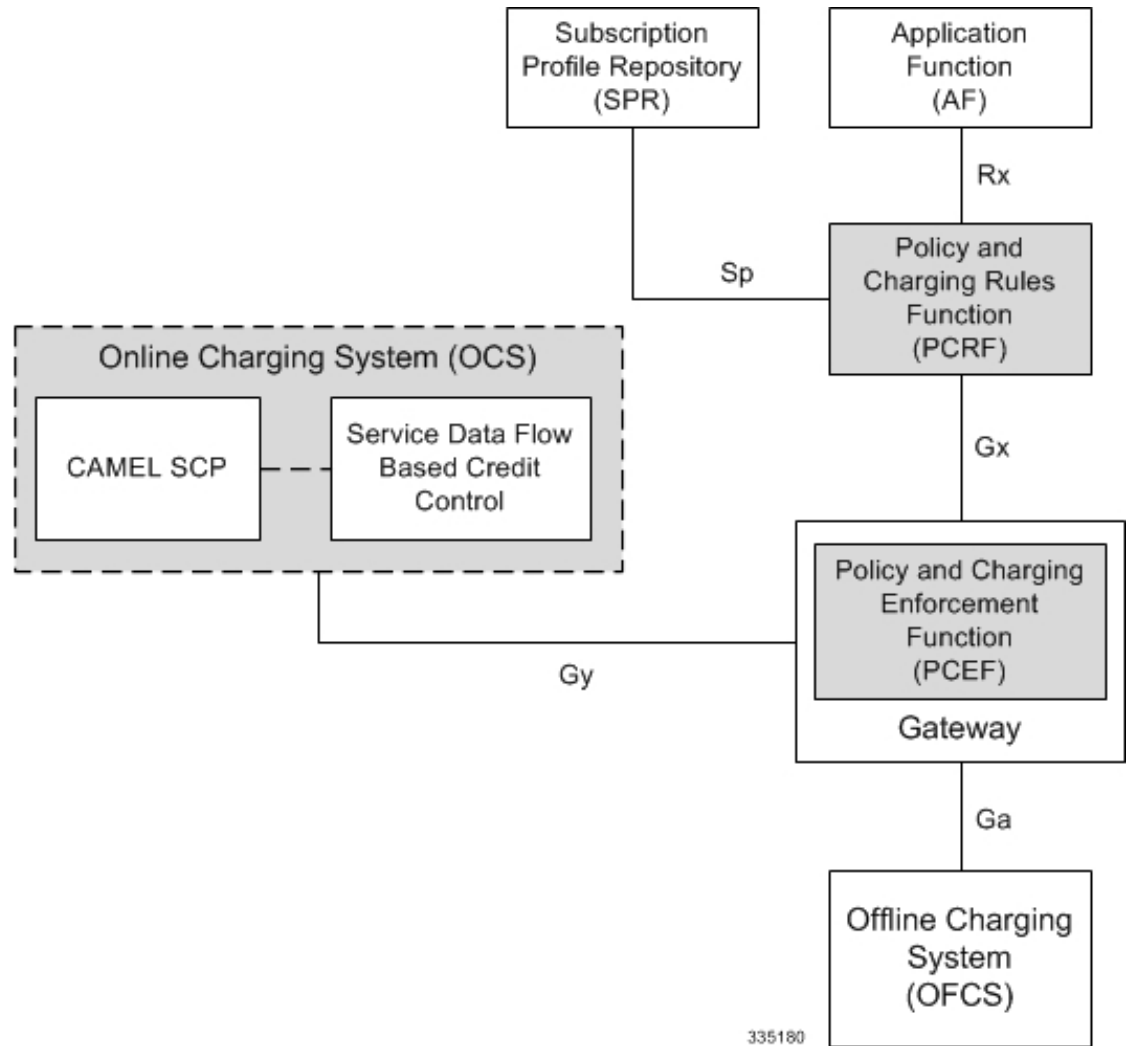 Subscription
Profile Repository
(SPR)
Application
Function
(AF)
Rx
Sp
Policy and
Charging Rules
Function
(PCRF)
Online Charging System (OCS)
CAMEL SCP
Service Data Flow
Based Credit
Control
Gx
Policy and Charging
Enforcement
Function
(PCEF)
Gateway
Gy
Ga
Offline Charging
System
(OFCS)
335180